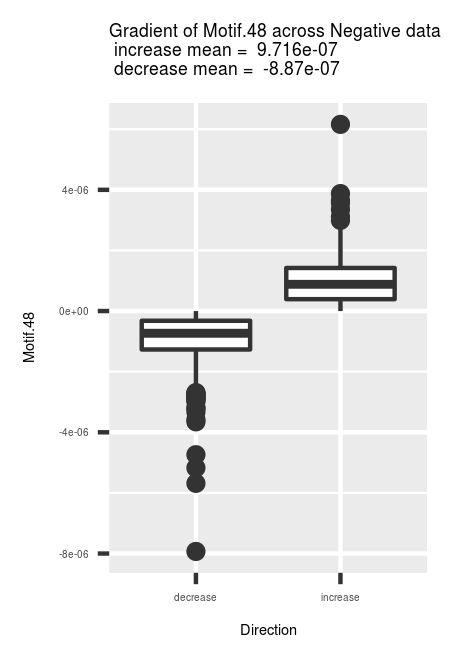 Gradient of Motif.48 across Negative data
increase mean =  9.716e-07
decrease mean =  -8.87e-07
4e-06
0e+00
-4e-06
-8e-06
Motif.48
decrease
increase
Direction